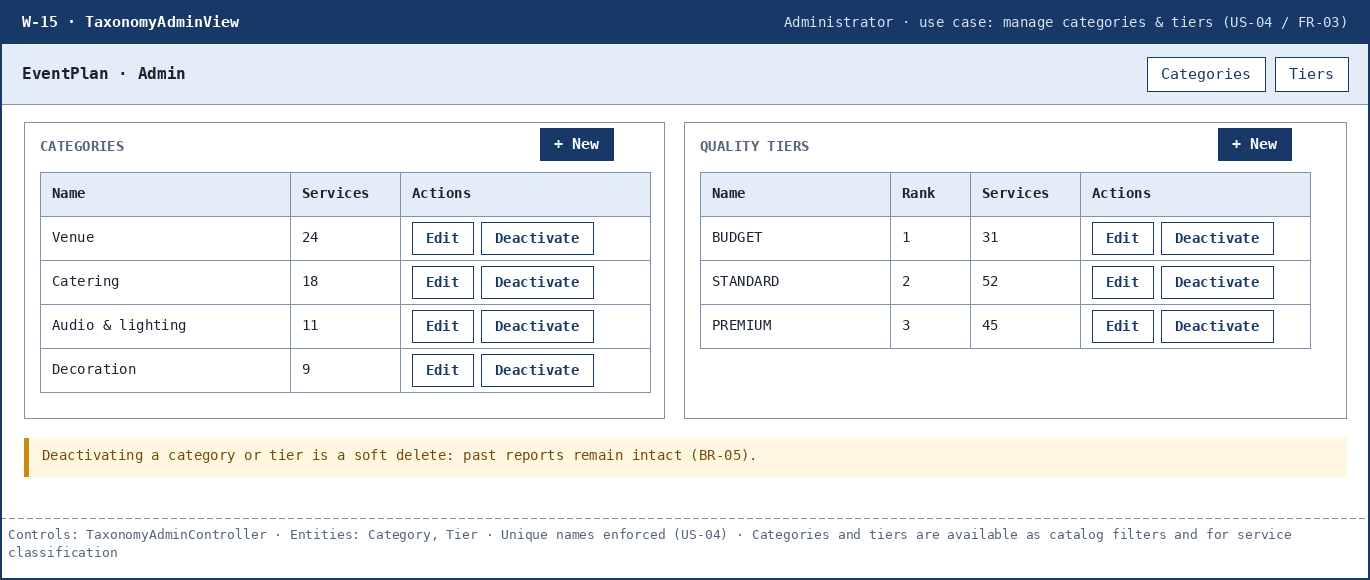 W-15 · TaxonomyAdminView
Administrator · use case: manage categories & tiers (US-04 / FR-03)
EventPlan · Admin
Categories Tiers
CATEGORIES + New
Name Services Actions
Venue 24 Edit Deactivate
Catering 18 Edit Deactivate
Audio & lighting 11 Edit Deactivate
Decoration 9 Edit Deactivate
QUALITY TIERS + New
Name Rank Services Actions
BUDGET 1 31 Edit Deactivate
STANDARD 2 52 Edit Deactivate
PREMIUM 3 45 Edit Deactivate
Deactivating a category or tier is a soft delete: past reports remain intact (BR-05).
Controls: TaxonomyAdminController · Entities: Category, Tier · Unique names enforced (US-04) · Categories and tiers are available as catalog filters and for service
classification